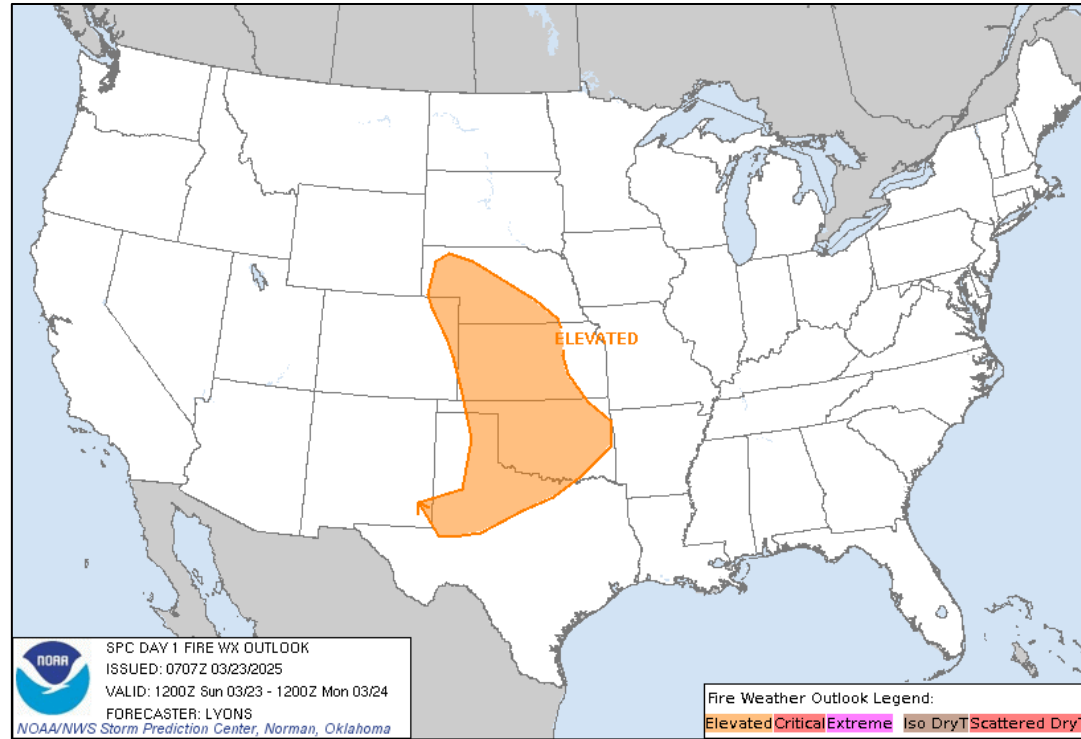 ELEVATED
NOAA
SPC DAY 1 FIRE WX OUTLOOK
ISSUED: 0707Z 03/23/2025
VALID: 1200Z Sun 03/23 - 1200Z Mon 03/24
FORECASTER: LYONS
NOAA/NWS Storm Prediction Center, Norman, Oklahoma
Fire Weather Outlook Legend:
Elevated Critical Extreme Iso DryT Scattered DryT